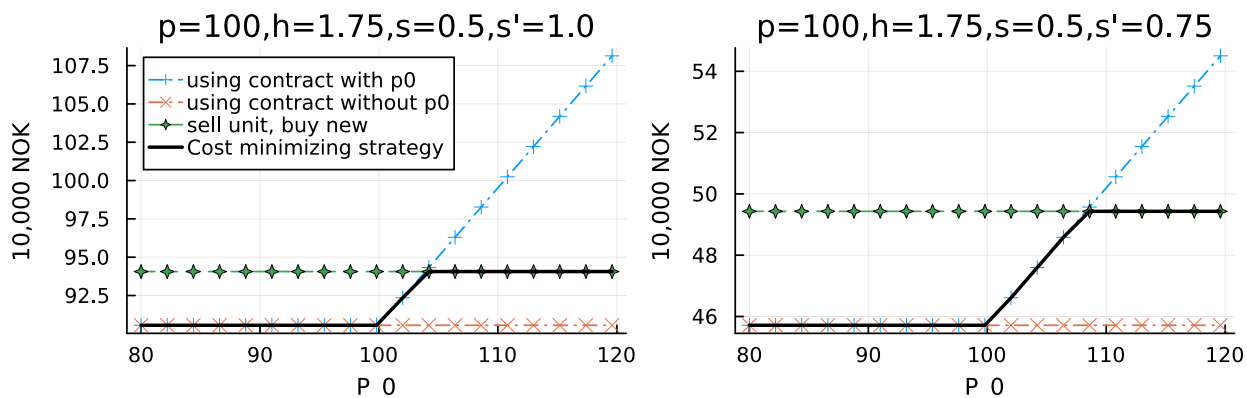 p=100,h=1.75,s=0.5,s'=1.0
107.5
105.0
102.5
100.0
97.5
95.0
92.5
10,000 NOK
using contract with p0
using contract without p0
sell unit, buy new
Cost minimizing strategy
80 90 100 110 120
P_0
p=100,h=1.75,s=0.5,s'=0.75
54
52
50
48
46
10,000 NOK
80 90 100 110 120
P_0